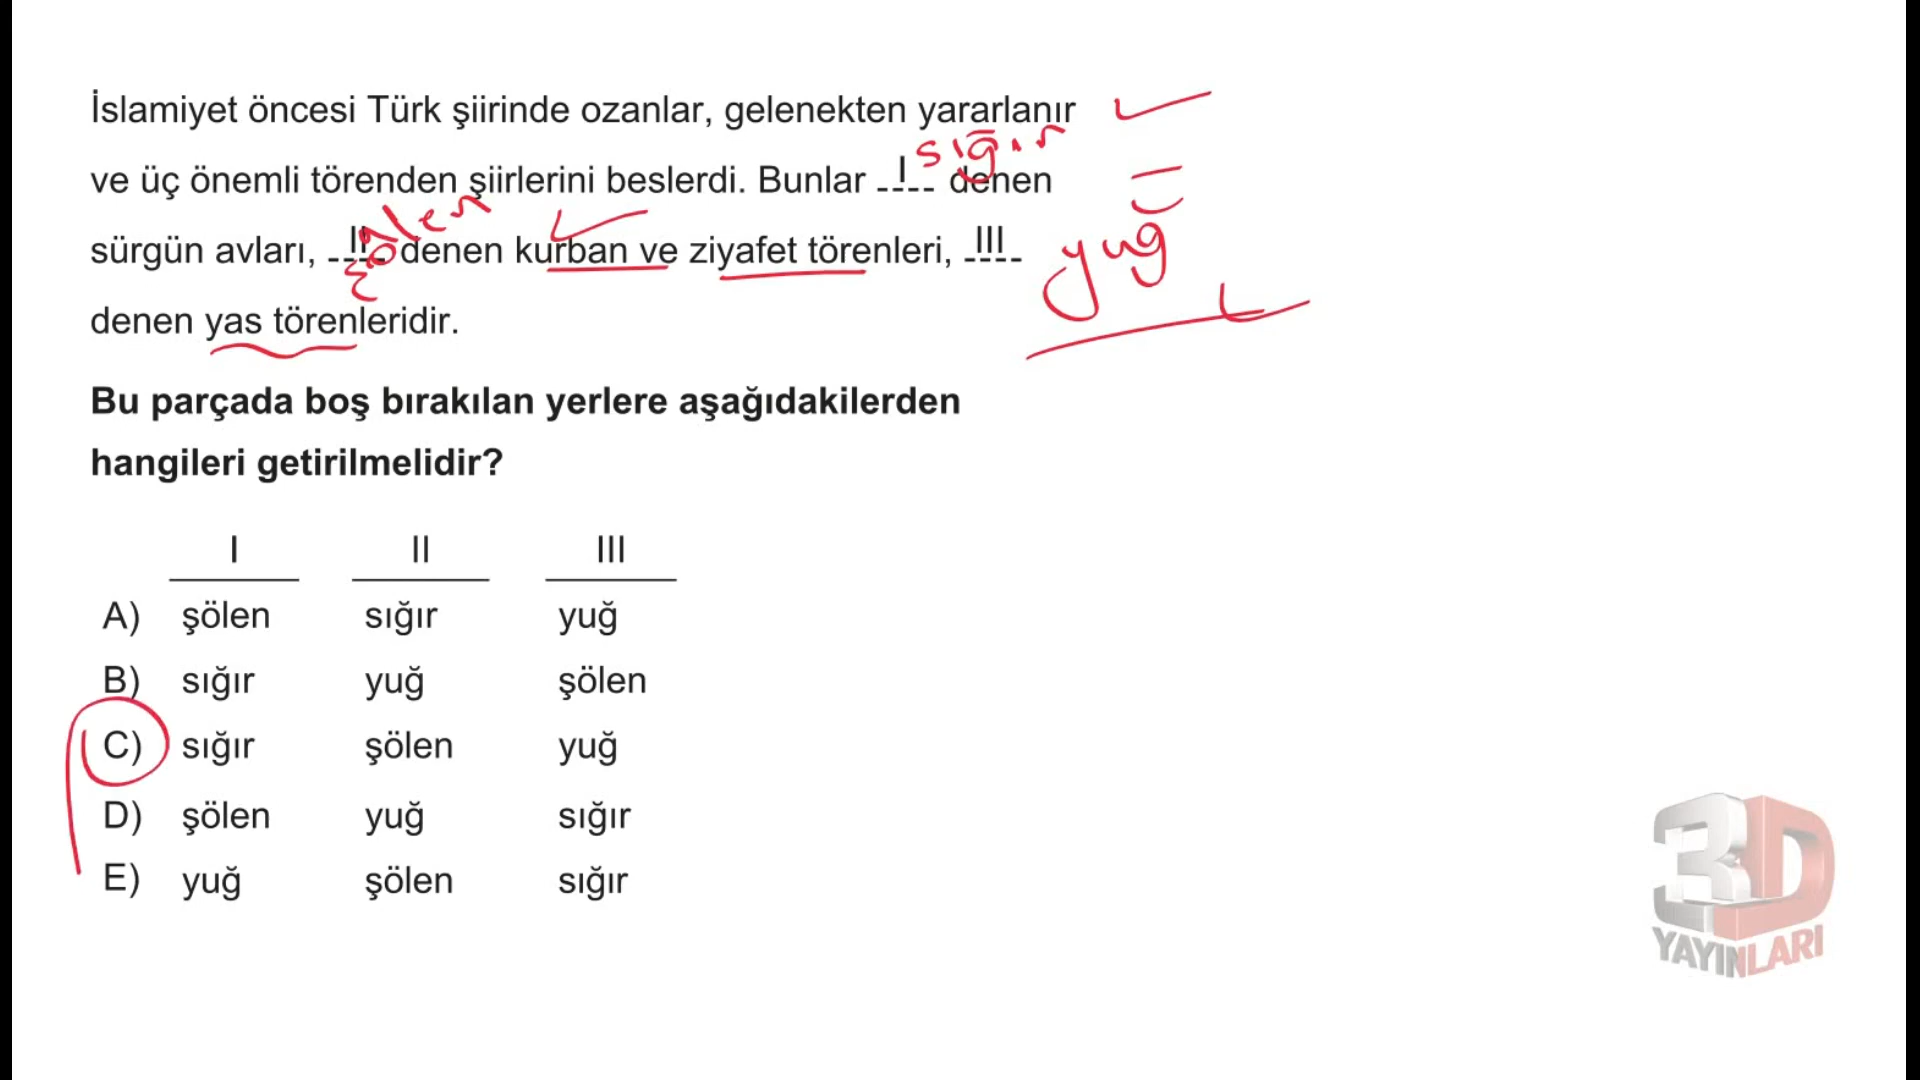 İslamiyet öncesi Türk şiirinde ozanlar, gelenekten yararlanır
sığır
ve üç önemli törenden şiirlerini beslerdi. Bunlar ..I.. denen
şölen
sürgün avları, ..II.. denen kurban ve ziyafet törenleri, ..III..
yuğ
denen yas törenleridir.
Bu parçada boş bırakılan yerlere aşağıdakilerden
hangileri getirilmelidir?
I II III
A) şölen sığır yuğ
B) sığır yuğ şölen
C) sığır şölen yuğ
D) şölen yuğ sığır
E) yuğ şölen sığır
3D
YAYINLARI